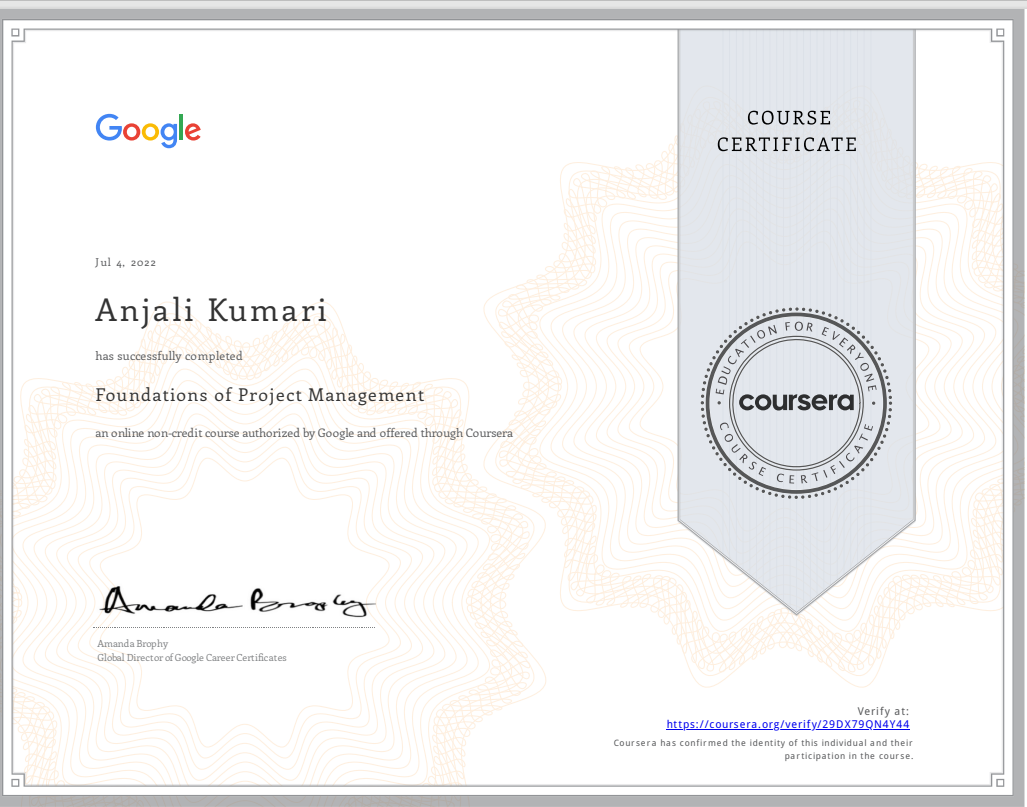 Google
COURSE
CERTIFICATE
Jul 4, 2022
Anjali Kumari
has successfully completed
Foundations of Project Management
an online non-credit course authorized by Google and offered through Coursera
EDUCATION FOR EVERYONE
coursera
COURSE CERTIFICATE
Amanda Brophy
Amanda Brophy
Global Director of Google Career Certificates
Verify at:
https://coursera.org/verify/29DX79QN4Y44
Coursera has confirmed the identity of this individual and their
participation in the course.